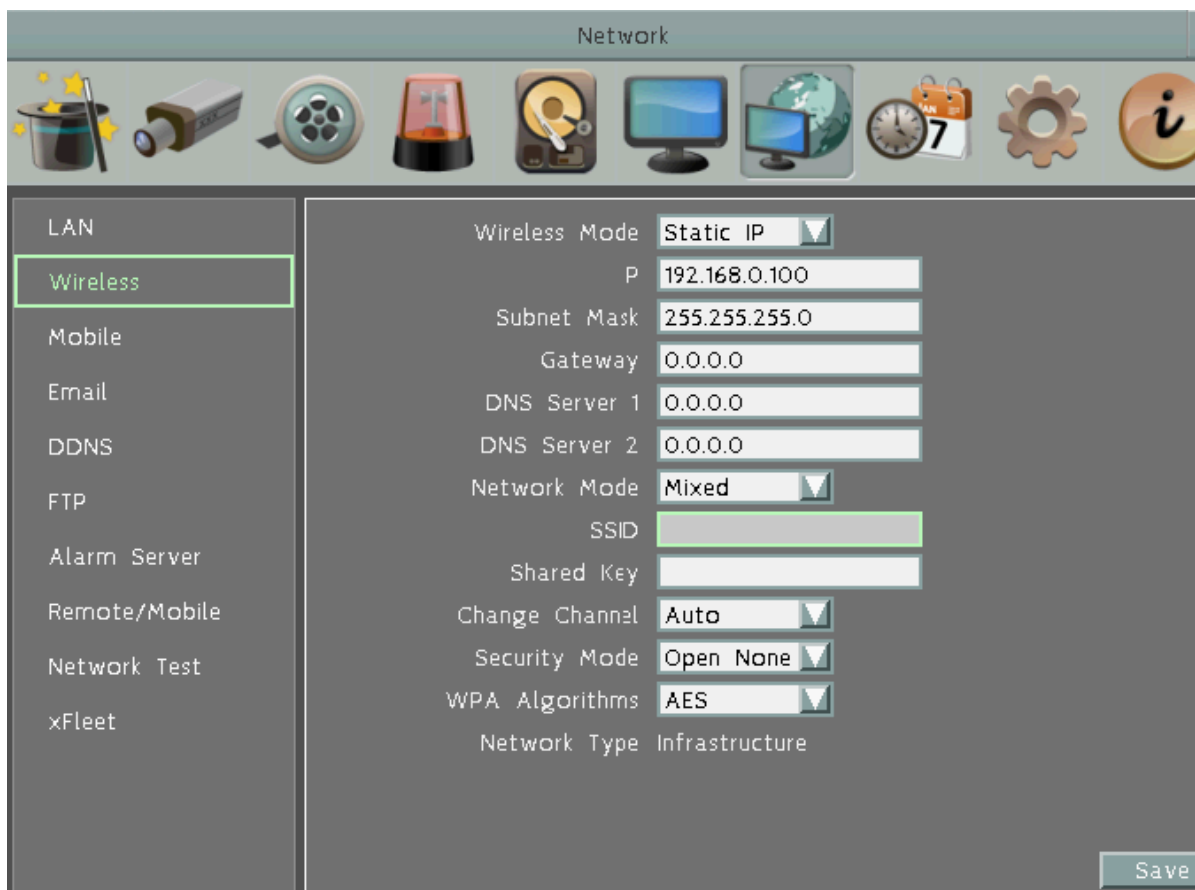 Network
AN
7
i
LAN
Wireless
Mobile
Email
DDNS
FTP
Alarm Server
Remote/Mobile
Network Test
xFleet
Wireless Mode Static IP
P 192.168.0.100
Subnet Mask 255.255.255.0
Gateway 0.0.0.0
DNS Server 1 0.0.0.0
DNS Server 2 0.0.0.0
Network Mode Mixed
SSID
Shared Key
Change Channel Auto
Security Mode Open None
WPA Algorithms AES
Network Type Infrastructure
Save